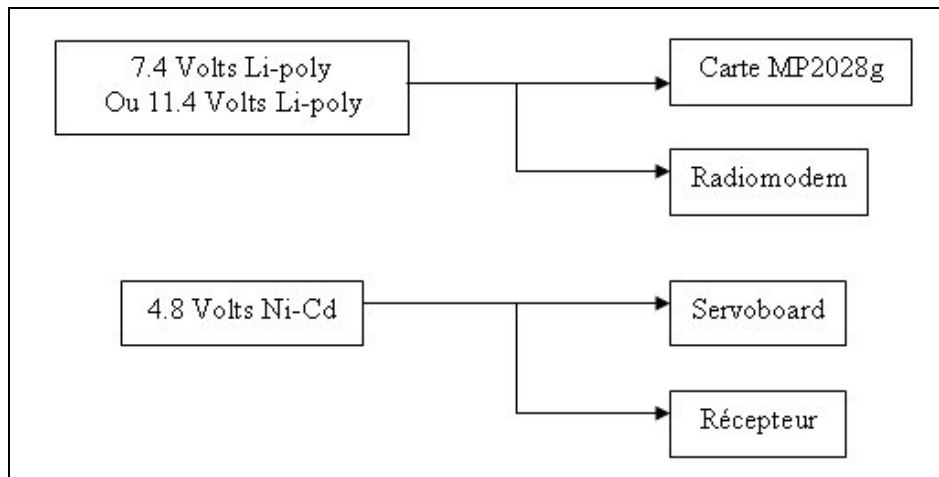 7.4 Volts Li-poly
Ou 11.4 Volts Li-poly
Carte MP2028g
Radiomodem
4.8 Volts Ni-Cd
Servoboard
Récepteur